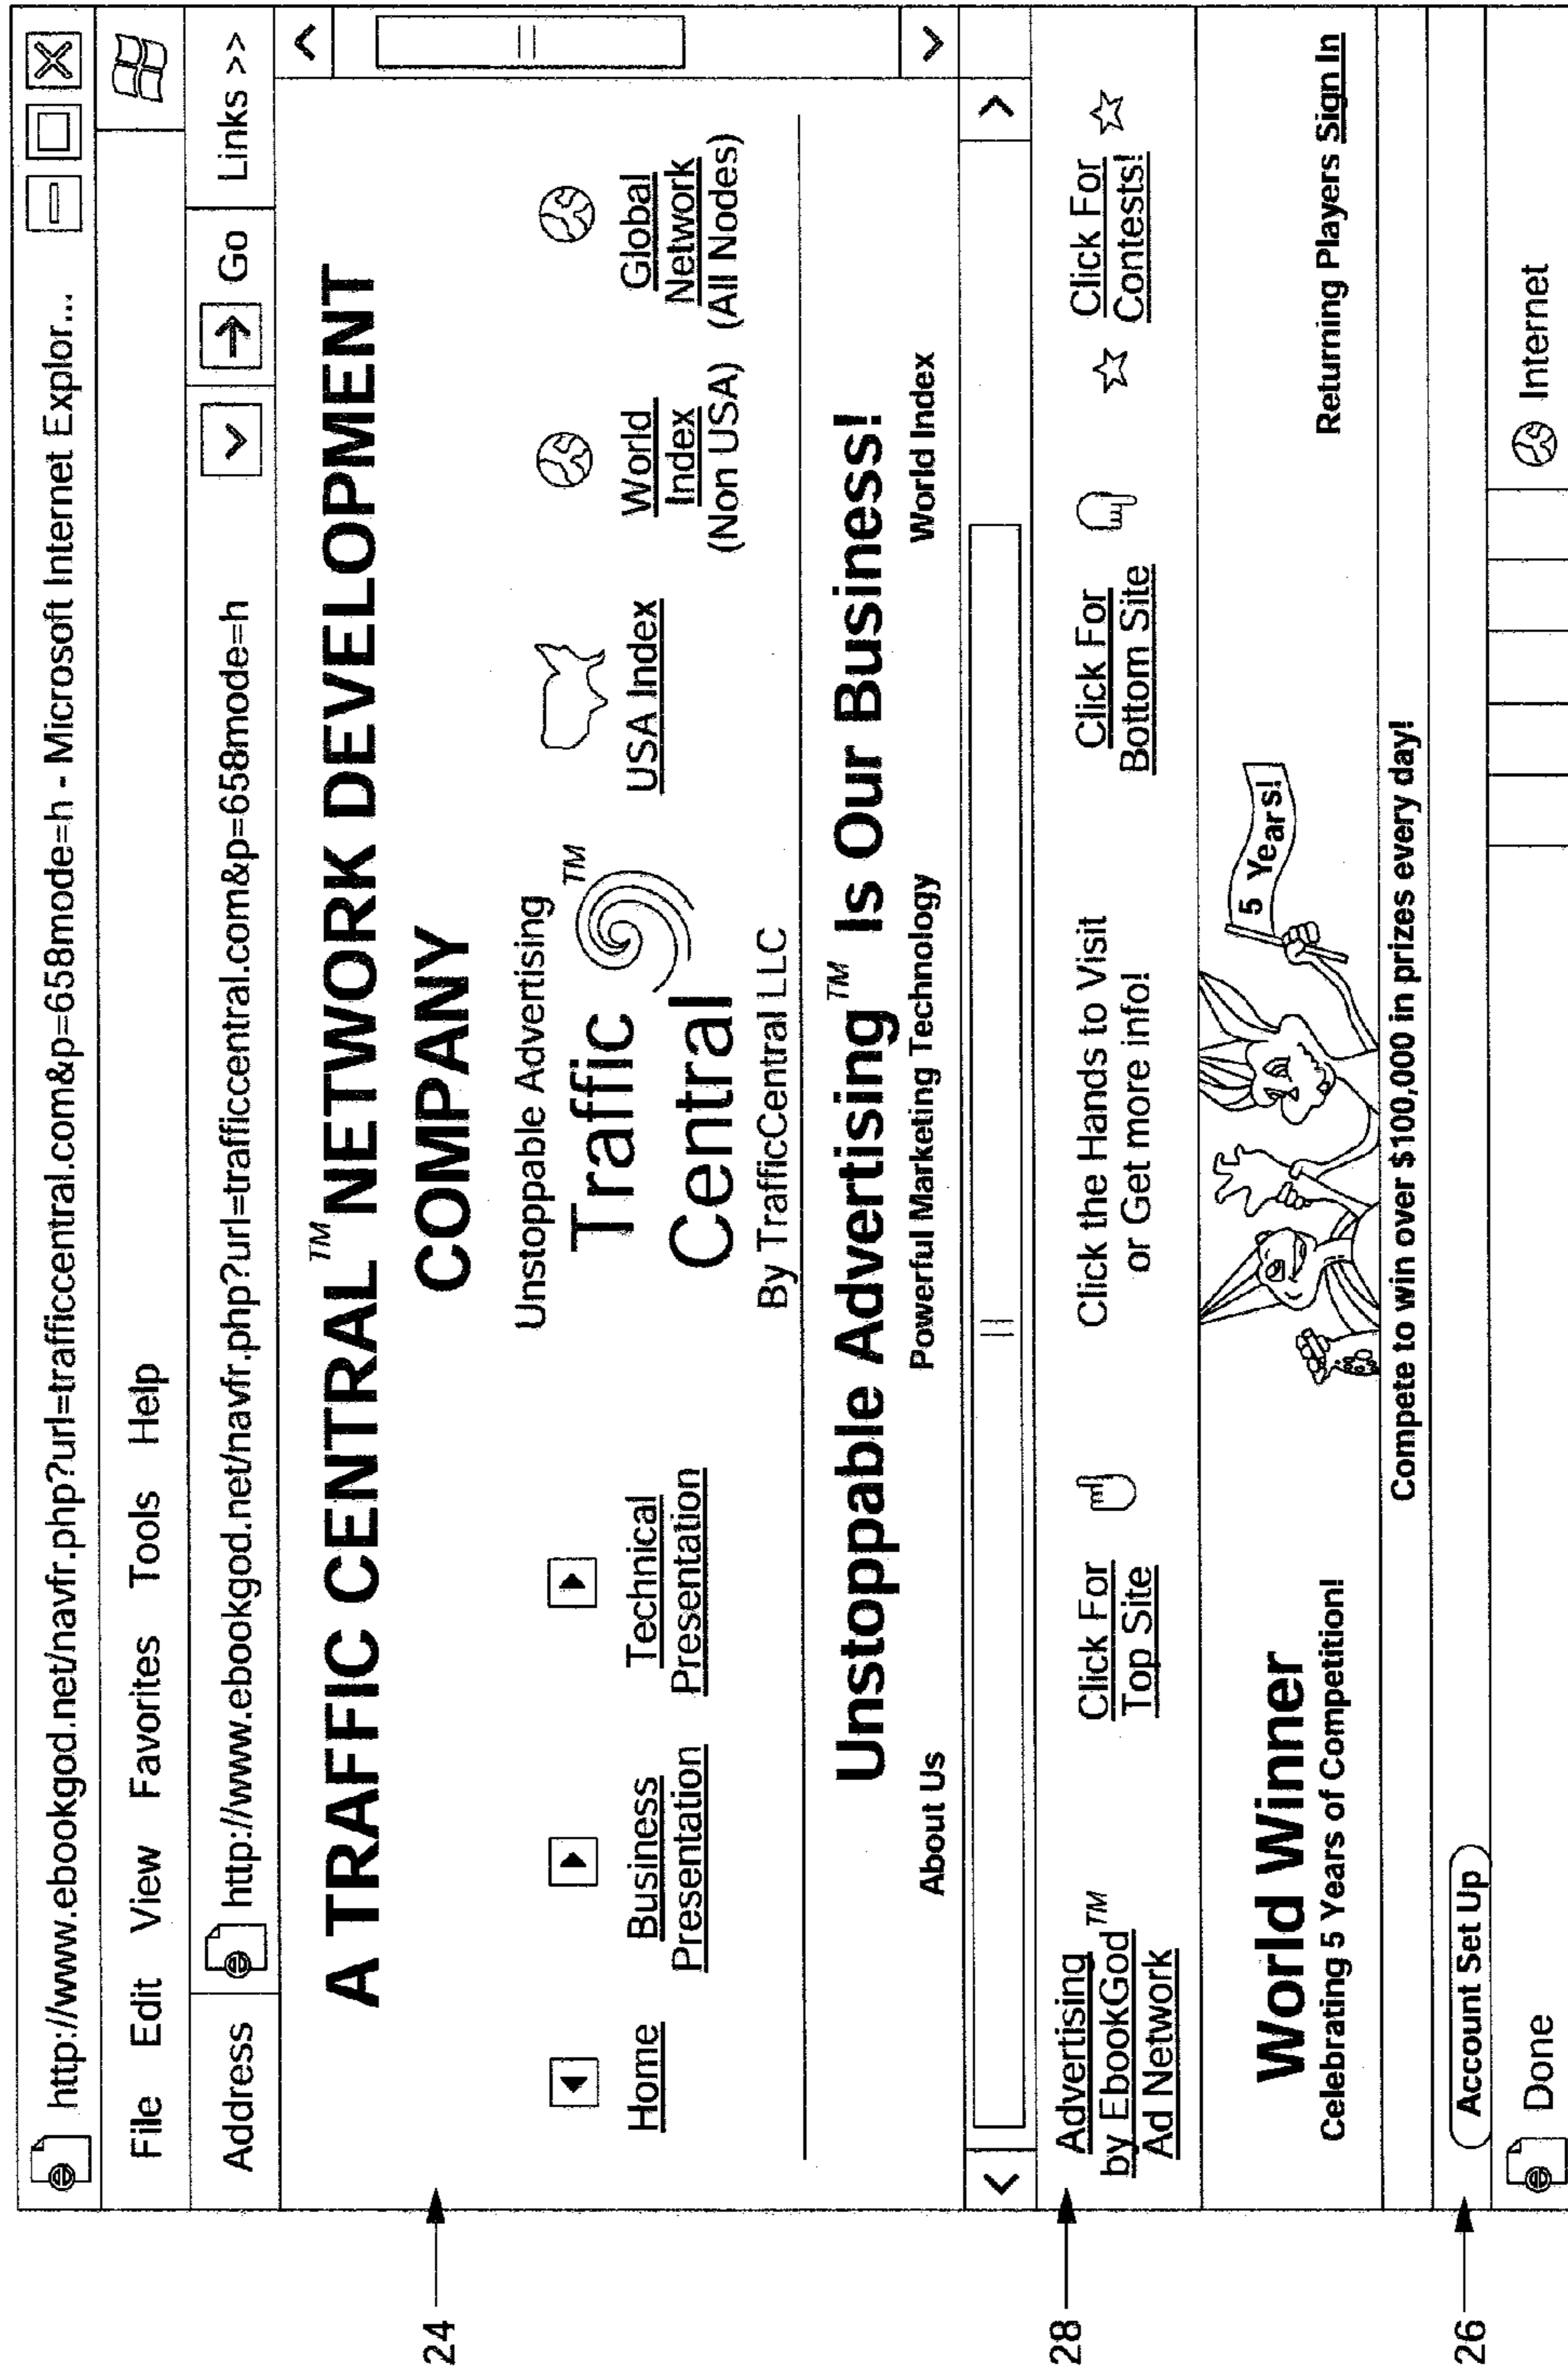 http://www.ebookgod.net/navfr.php?url=trafficcentral.com&p=658mode=h - Microsoft Internet Explor...
File Edit View Favorites Tools Help
Address http://www.ebookgod.net/navfr.php?url=trafficcentral.com&p=658mode=h Go Links >>
24
A TRAFFIC CENTRAL™ NETWORK DEVELOPMENT
COMPANY
Unstoppable Advertising
Traffic
Central
TM
By TrafficCentral LLC
Home
Business
Presentation
Technical
Presentation
USA Index
World
Index
(Non USA)
Global
Network
(All Nodes)
Unstoppable Advertising™ Is Our Business!
About Us Powerful Marketing Technology World Index
28
Advertising
by EbookGod™
Ad Network
Click For
Top Site
Click the Hands to Visit
or Get more info!
Click For
Bottom Site
Click For
Contests!
World Winner
Celebrating 5 Years of Competition!
5 Years!
Returning Players Sign In
Compete to win over $100,000 in prizes every day!
26
Account Set Up
Done Internet